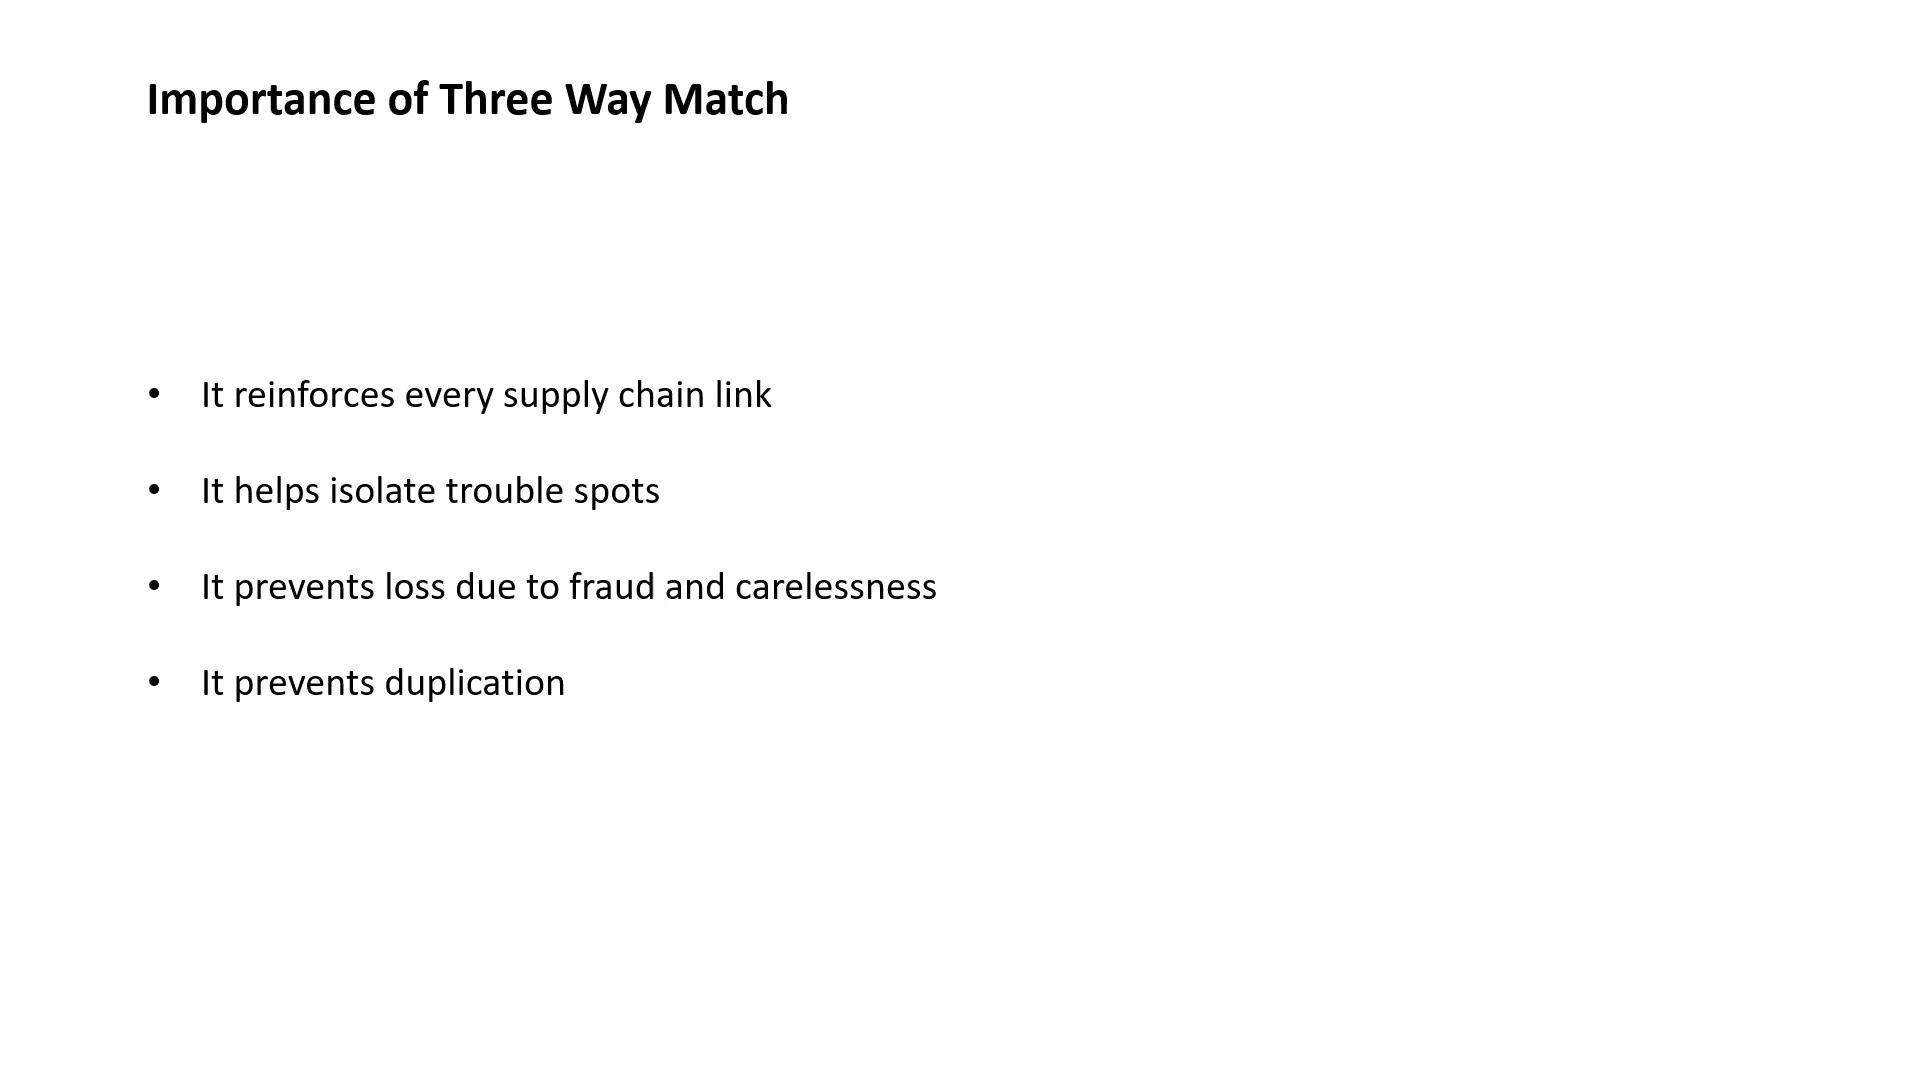 Importance of Three Way Match
• It reinforces every supply chain link
• It helps isolate trouble spots
• It prevents loss due to fraud and carelessness
• It prevents duplication